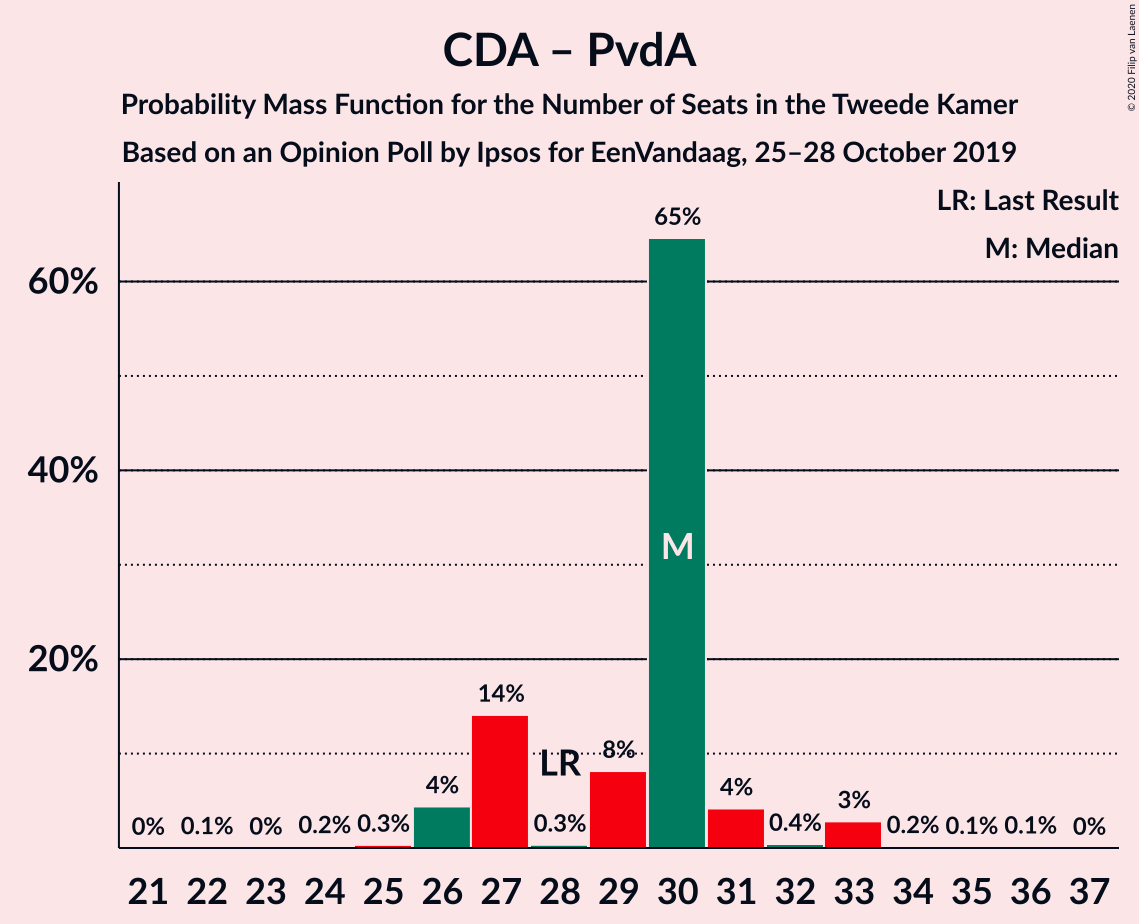 CDA – PvdA
Probability Mass Function for the Number of Seats in the Tweede Kamer
Based on an Opinion Poll by Ipsos for EenVandaag, 25–28 October 2019
© 2020 Filip van Laenen
LR: Last Result
M: Median
60%
40%
20%
0% 0.1% 0% 0.2% 0.3% 4% 14% 0.3% 8% 65% 4% 0.4% 3% 0.2% 0.1% 0.1% 0%
LR
M
21 22 23 24 25 26 27 28 29 30 31 32 33 34 35 36 37